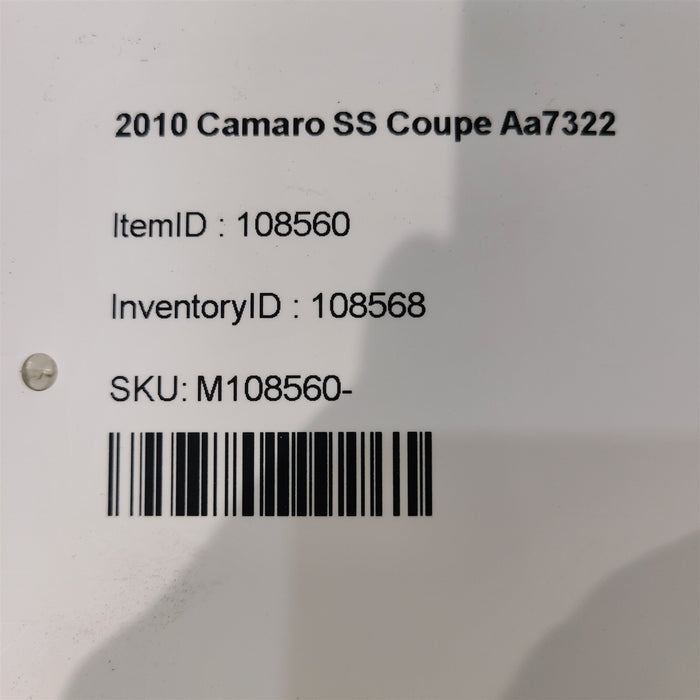 2010 Camaro SS Coupe Aa7322
ItemID : 108560
InventoryID : 108568
SKU: M108560-